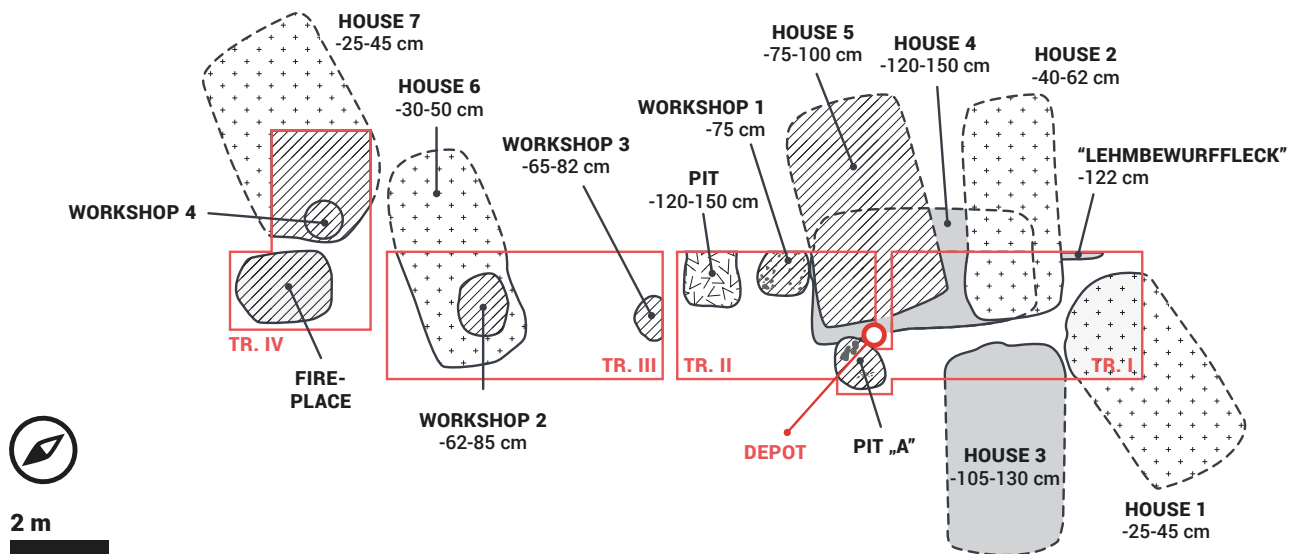 HOUSE 7
-25-45 cm
HOUSE 6
-30-50 cm
WORKSHOP 3
-65-82 cm
WORKSHOP 4
HOUSE 5
-75-100 cm
HOUSE 4
-120-150 cm
HOUSE 2
-40-62 cm
WORKSHOP 1
-75 cm
PIT
-120-150 cm
“LEHMBEWURFFLECK”
-122 cm
TR. IV
TR. III
TR. II
TR. I
FIRE-
PLACE
WORKSHOP 2
-62-85 cm
DEPOT
PIT „A”
HOUSE 3
-105-130 cm
HOUSE 1
-25-45 cm
2 m